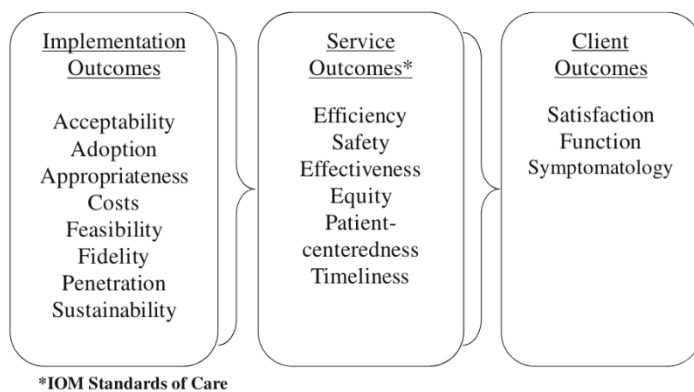 Implementation
Outcomes
Acceptability
Adoption
Appropriateness
Costs
Feasibility
Fidelity
Penetration
Sustainability
Service
Outcomes*
Efficiency
Safety
Effectiveness
Equity
Patient-
centeredness
Timeliness
Client
Outcomes
Satisfaction
Function
Symptomatology
*IOM Standards of Care